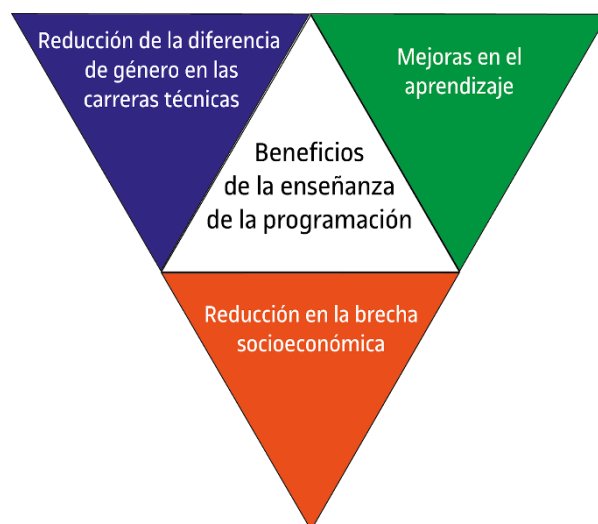 Reducción de la diferencia
de género en las
carreras técnicas
Mejoras en el
aprendizaje
Beneficios
de la enseñanza
de la programación
Reducción en la brecha
socioeconómica